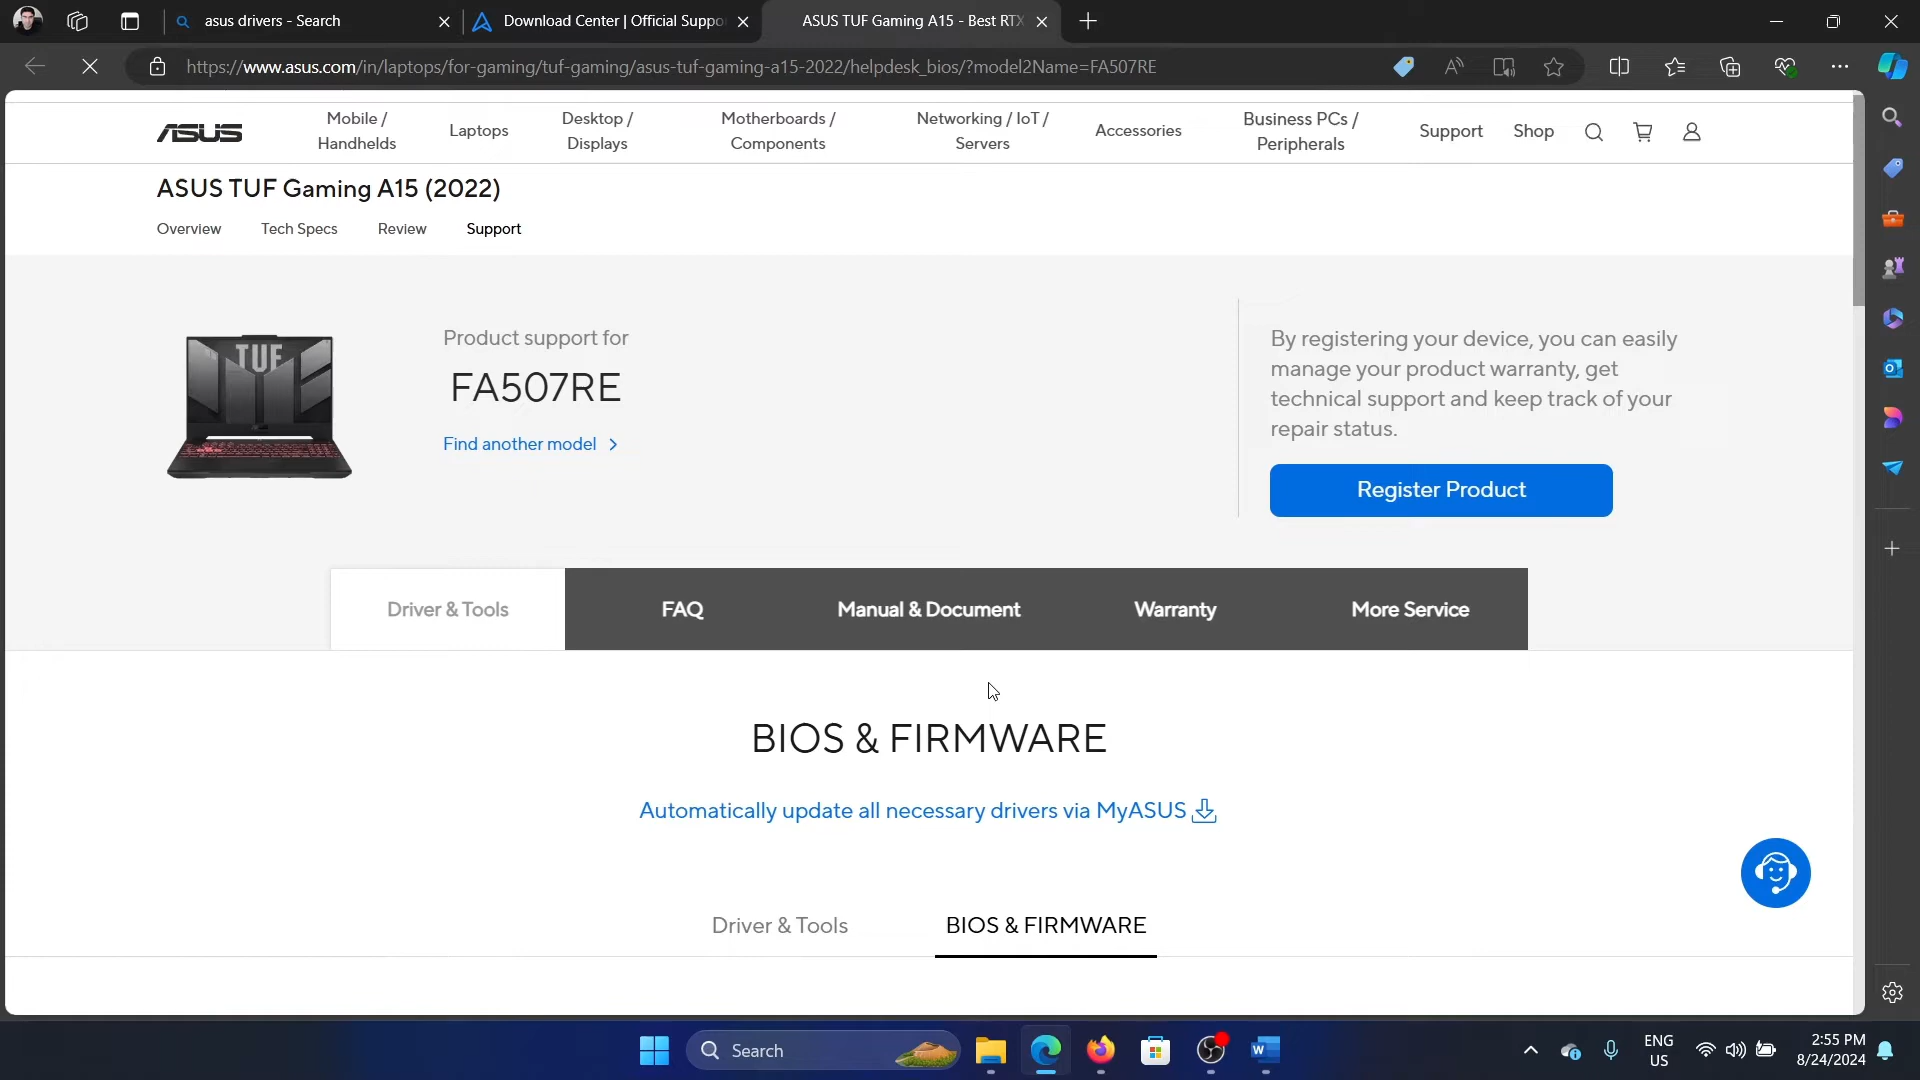 asus drivers - Search
Download Center | Official Suppo
ASUS TUF Gaming A15 - Best RTX
https://www.asus.com/in/laptops/for-gaming/tuf-gaming/asus-tuf-gaming-a15-2022/helpdesk_bios/?model2Name=FA507RE
ASUS
Mobile /
Handhelds
Laptops
Desktop /
Displays
Motherboards /
Components
Networking / IoT /
Servers
Accessories
Business PCs /
Peripherals
Support
Shop
ASUS TUF Gaming A15 (2022)
Overview
Tech Specs
Review
Support
TUF
Product support for
FA507RE
Find another model >
By registering your device, you can easily
manage your product warranty, get
technical support and keep track of your
repair status.
Register Product
Driver & Tools
FAQ
Manual & Document
Warranty
More Service
BIOS & FIRMWARE
Automatically update all necessary drivers via MyASUS
Driver & Tools
BIOS & FIRMWARE
Search
ENG
US
2:55 PM
8/24/2024